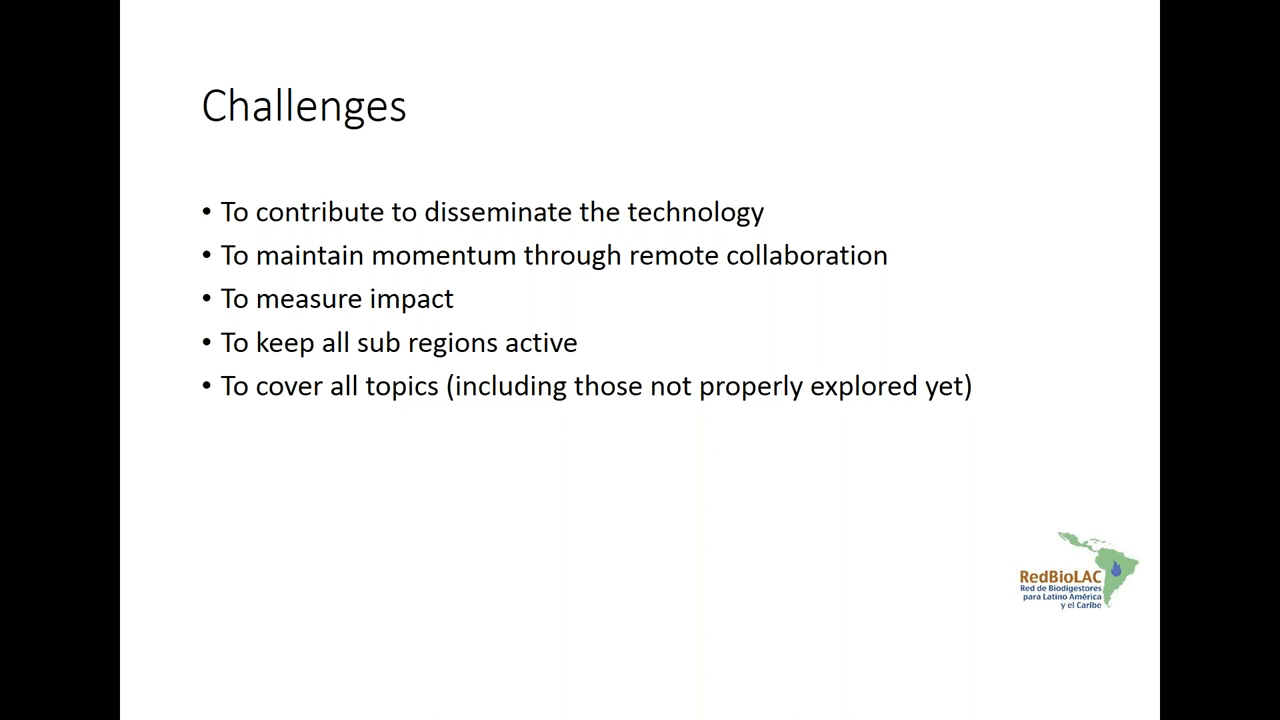 Challenges
• To contribute to disseminate the technology
• To maintain momentum through remote collaboration
• To measure impact
• To keep all sub regions active
• To cover all topics (including those not properly explored yet)
RedBioLAC
Red de Biodigestores
para Latino América
y el Caribe